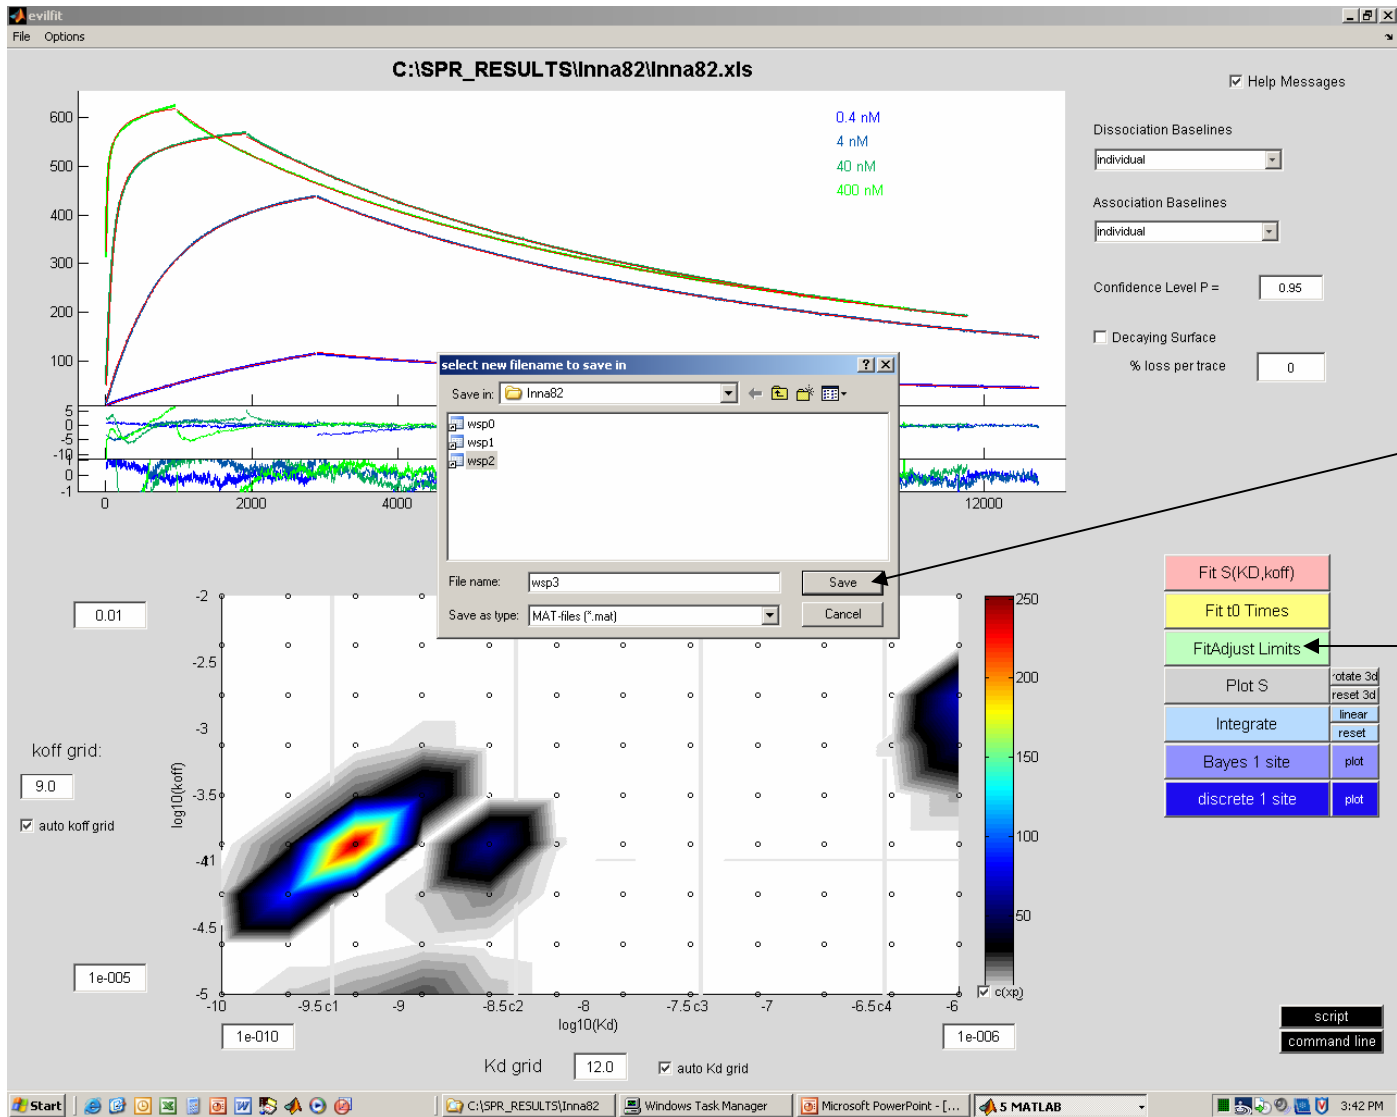 evilfit
File Options
C:\SPR_RESULTS\Inna82\Inna82.xls
Help Messages
600
500
400
300
200
100
0.4 nM
4 nM
40 nM
400 nM
Dissociation Baselines
individual
Association Baselines
individual
Confidence Level P = 0.95
Decaying Surface
% loss per trace 0
5
0
-5
-10
0
-1
0 2000 4000 12000
select new filename to save in
Save in: Inna82
wsp0
wsp1
wsp2
File name: wsp3 Save
Save as type: MAT-files (*.mat) Cancel
Fit S(KD,koff)
Fit t0 Times
FitAdjust Limits
Plot S
rotate 3d
reset 3d
Integrate
linear
reset
Bayes 1 site plot
discrete 1 site plot
0.01
koff grid:
9.0
auto koff grid
1e-005
log10(koff)
-2
-2.5
-3
-3.5
-4
-4.5
-5
-10 -9.5 c1 -9 -8.5 c2 -8 -7.5 c3 -7 -6.5 c4 -6
log10(Kd)
250
200
150
100
50
c(xp)
1e-010
1e-006
Kd grid 12.0 auto Kd grid
script
command line
Start C:\SPR_RESULTS\Inna82 Windows Task Manager Microsoft PowerPoint - [... 5 MATLAB 3:42 PM